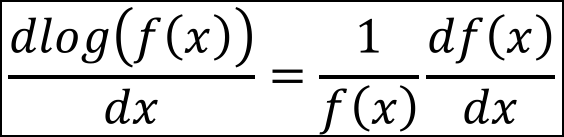 dlog(f(x))/dx = 1/f(x) df(x)/dx